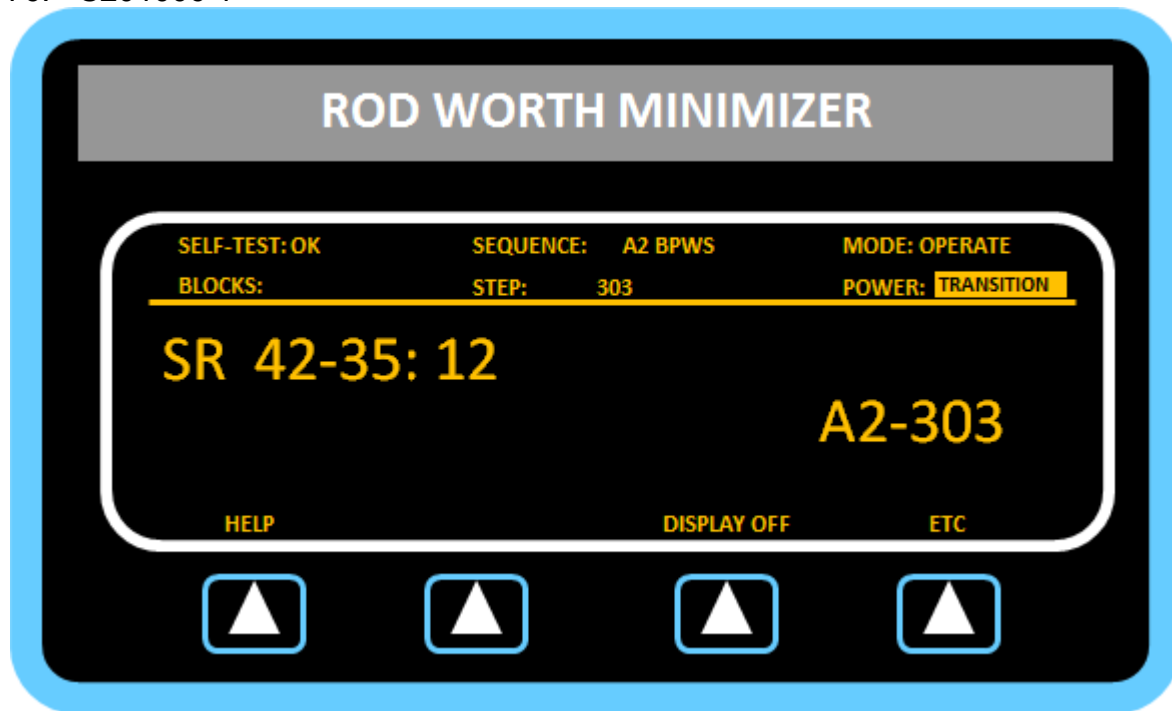 ROD WORTH MINIMIZER
SELF-TEST: OK SEQUENCE: A2 BPWS MODE: OPERATE
BLOCKS: STEP: 303 POWER: TRANSITION
SR 42-35: 12
A2-303
HELP DISPLAY OFF ETC